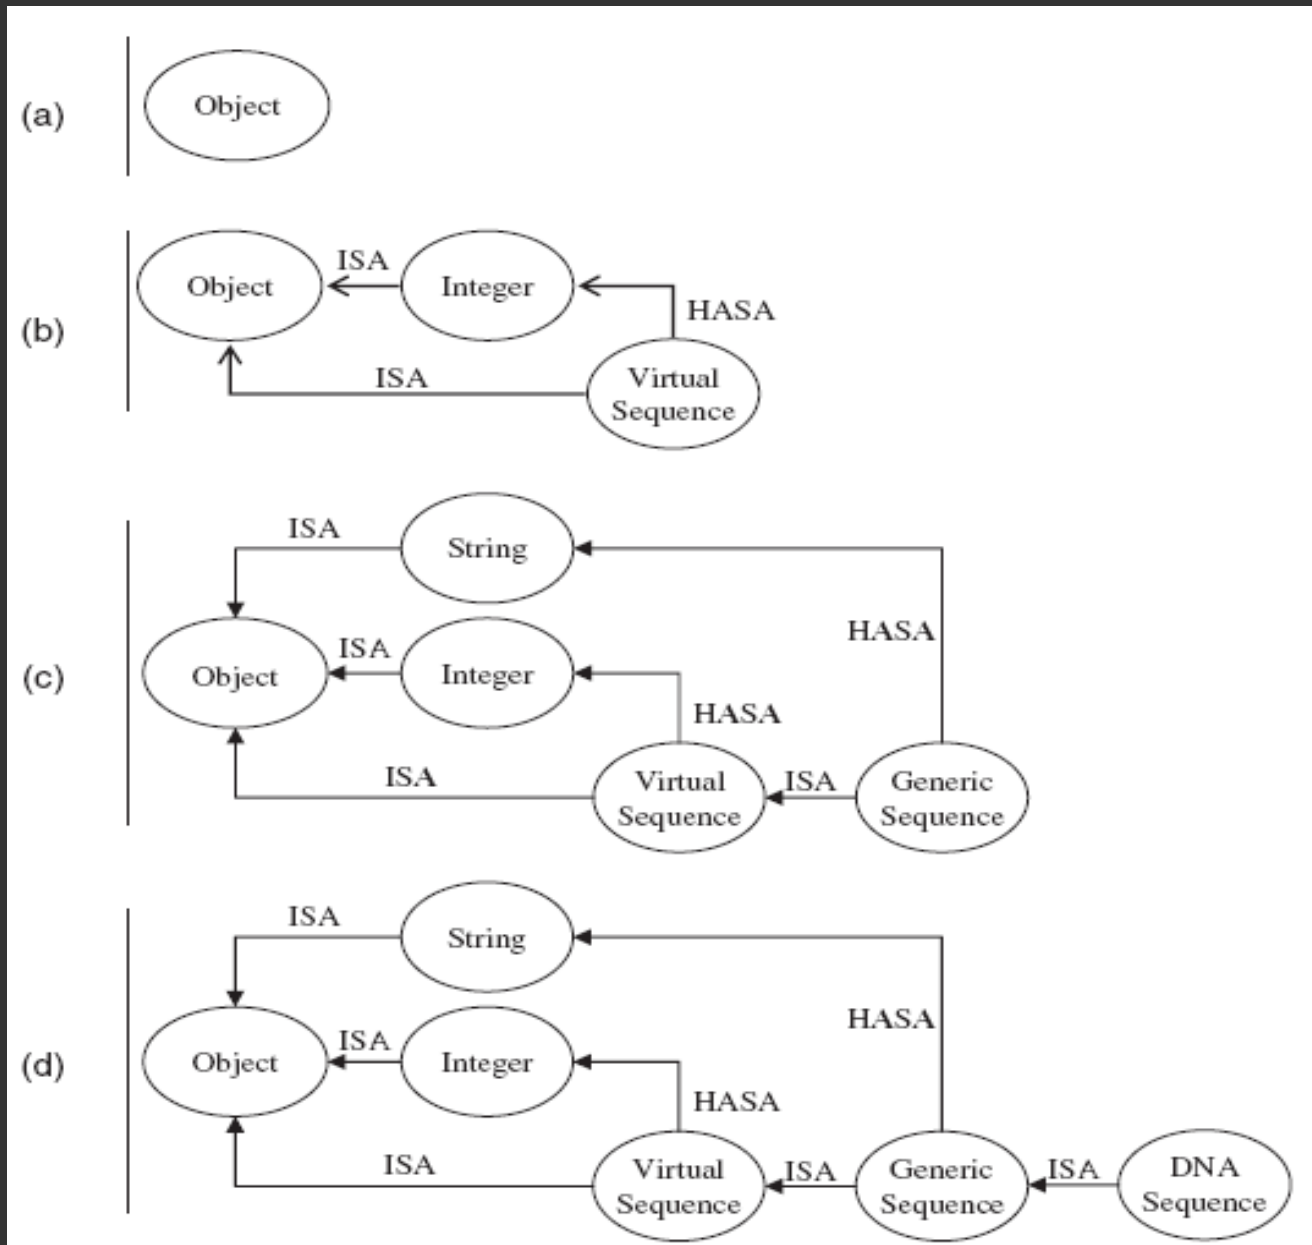 (a)
Object
(b)
Object
ISA
Integer
HASA
ISA
Virtual
Sequence
(c)
ISA
String
HASA
Object
ISA
Integer
HASA
ISA
Virtual
Sequence
ISA
Generic
Sequence
(d)
ISA
String
HASA
Object
ISA
Integer
HASA
ISA
Virtual
Sequence
ISA
Generic
Sequence
ISA
DNA
Sequence